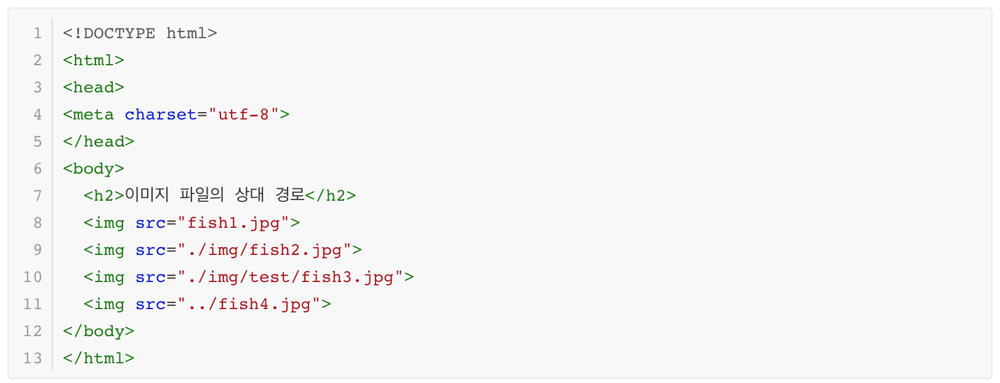 1 <!DOCTYPE html>
2 <html>
3 <head>
4 <meta charset="utf-8">
5 </head>
6 <body>
7   <h2>이미지 파일의 상대 경로</h2>
8   <img src="fish1.jpg">
9   <img src="./img/fish2.jpg">
10   <img src="./img/test/fish3.jpg">
11   <img src="../fish4.jpg">
12 </body>
13 </html>